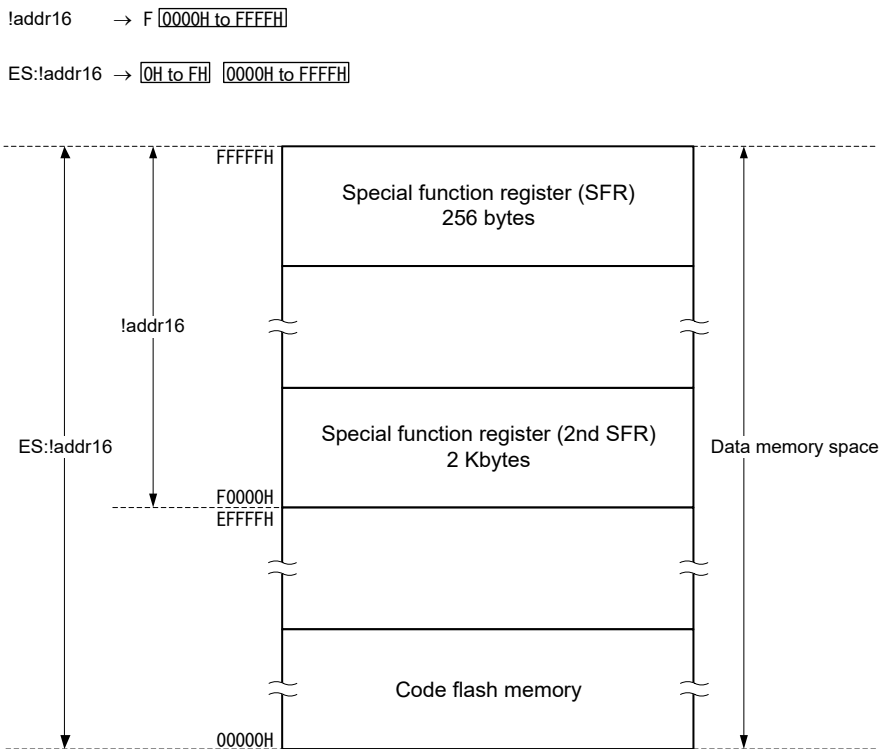 !addr16 → F 0000H to FFFFH
ES:!addr16 → 0H to FH 0000H to FFFFH
FFFFFH
Special function register (SFR)
256 bytes
!addr16
Special function register (2nd SFR)
2 Kbytes
ES:!addr16
Data memory space
F0000H
EFFFFH
Code flash memory
00000H